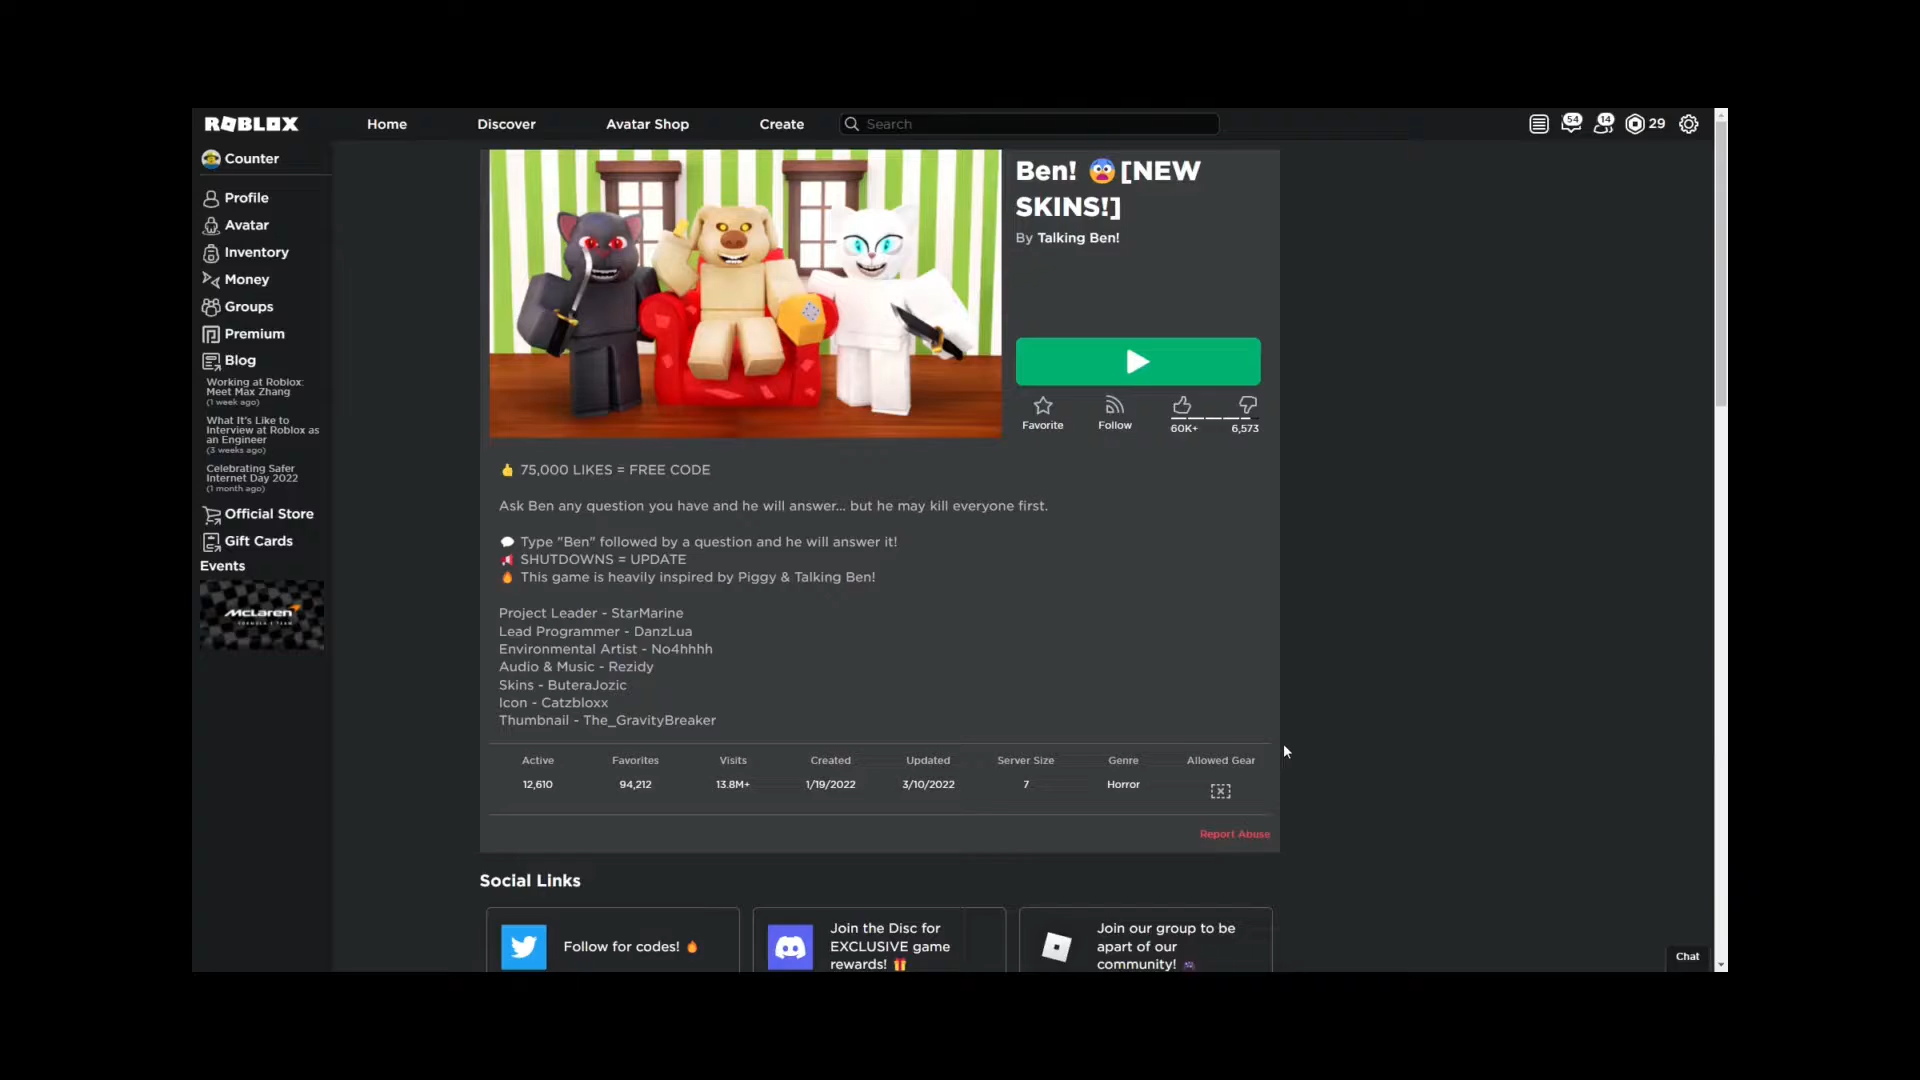 ROBLOX
Home
Discover
Avatar Shop
Create
Search
54
14
29
Counter
Profile
Avatar
Inventory
Money
Groups
Premium
Blog
Working at Roblox:
Meet Max Zhang
(1 week ago)
What It's Like to
Interview at Roblox as
an Engineer
(3 weeks ago)
Celebrating Safer
Internet Day 2022
(1 month ago)
Official Store
Gift Cards
Events
McLaren
FORMULA 1 TEAM
Ben! 😨[NEW
SKINS!]
By Talking Ben!
Favorite
Follow
60K+
6,573
👍 75,000 LIKES = FREE CODE
Ask Ben any question you have and he will answer... but he may kill everyone first.
💬 Type "Ben" followed by a question and he will answer it!
📢 SHUTDOWNS = UPDATE
🔥 This game is heavily inspired by Piggy & Talking Ben!
Project Leader - StarMarine
Lead Programmer - DanzLua
Environmental Artist - No4hhhh
Audio & Music - Rezidy
Skins - ButeraJozic
Icon - Catzbloxx
Thumbnail - The_GravityBreaker
Active Favorites Visits Created Updated Server Size Genre Allowed Gear
12,610 94,212 13.8M+ 1/19/2022 3/10/2022 7 Horror
Report Abuse
Social Links
Follow for codes! 🔥
Join the Disc for
EXCLUSIVE game
rewards! 🎁
Join our group to be
apart of our
community! 🎮
Chat